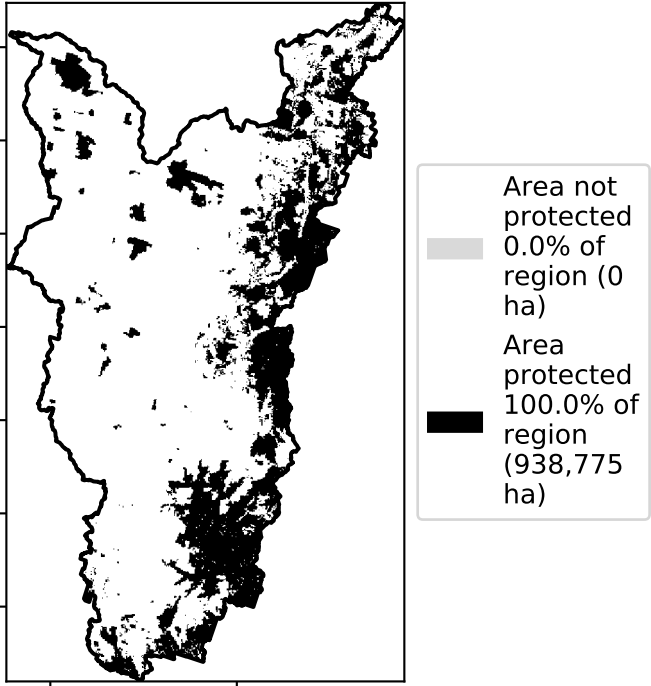 Area not
protected
0.0% of
region (0
ha)
Area
protected
100.0% of
region
(938,775
ha)